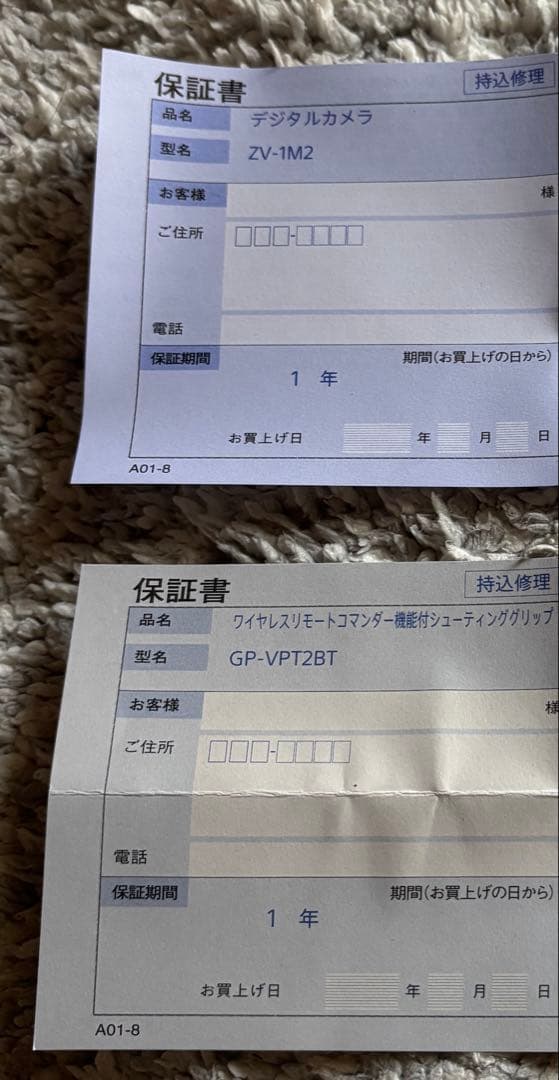 保証書
持込修理
品名 デジタルカメラ
型名 ZV-1M2
お客様 様
ご住所 □□□-□□□□
電話
保証期間 期間(お買上げの日から)
1 年
お買上げ日 年 月 日
A01-8
保証書
持込修理
品名 ワイヤレスリモートコマンダー機能付シューティンググリップ
型名 GP-VPT2BT
お客様 様
ご住所 □□□-□□□□
電話
保証期間 期間(お買上げの日から)
1 年
お買上げ日 年 月 日
A01-8